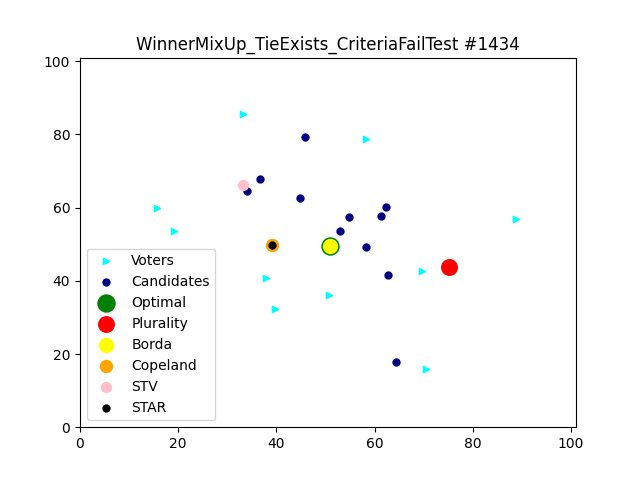 WinnerMixUp_TieExists_CriteriaFailTest #1434
100
80
60
40
20
0
Voters
Candidates
Optimal
Plurality
Borda
Copeland
STV
STAR
0 20 40 60 80 100